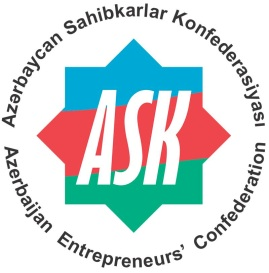 Azərbaycan Sahibkarlar Konfederasiyası
ASK
Azerbaijan Entrepreneurs' Confederation